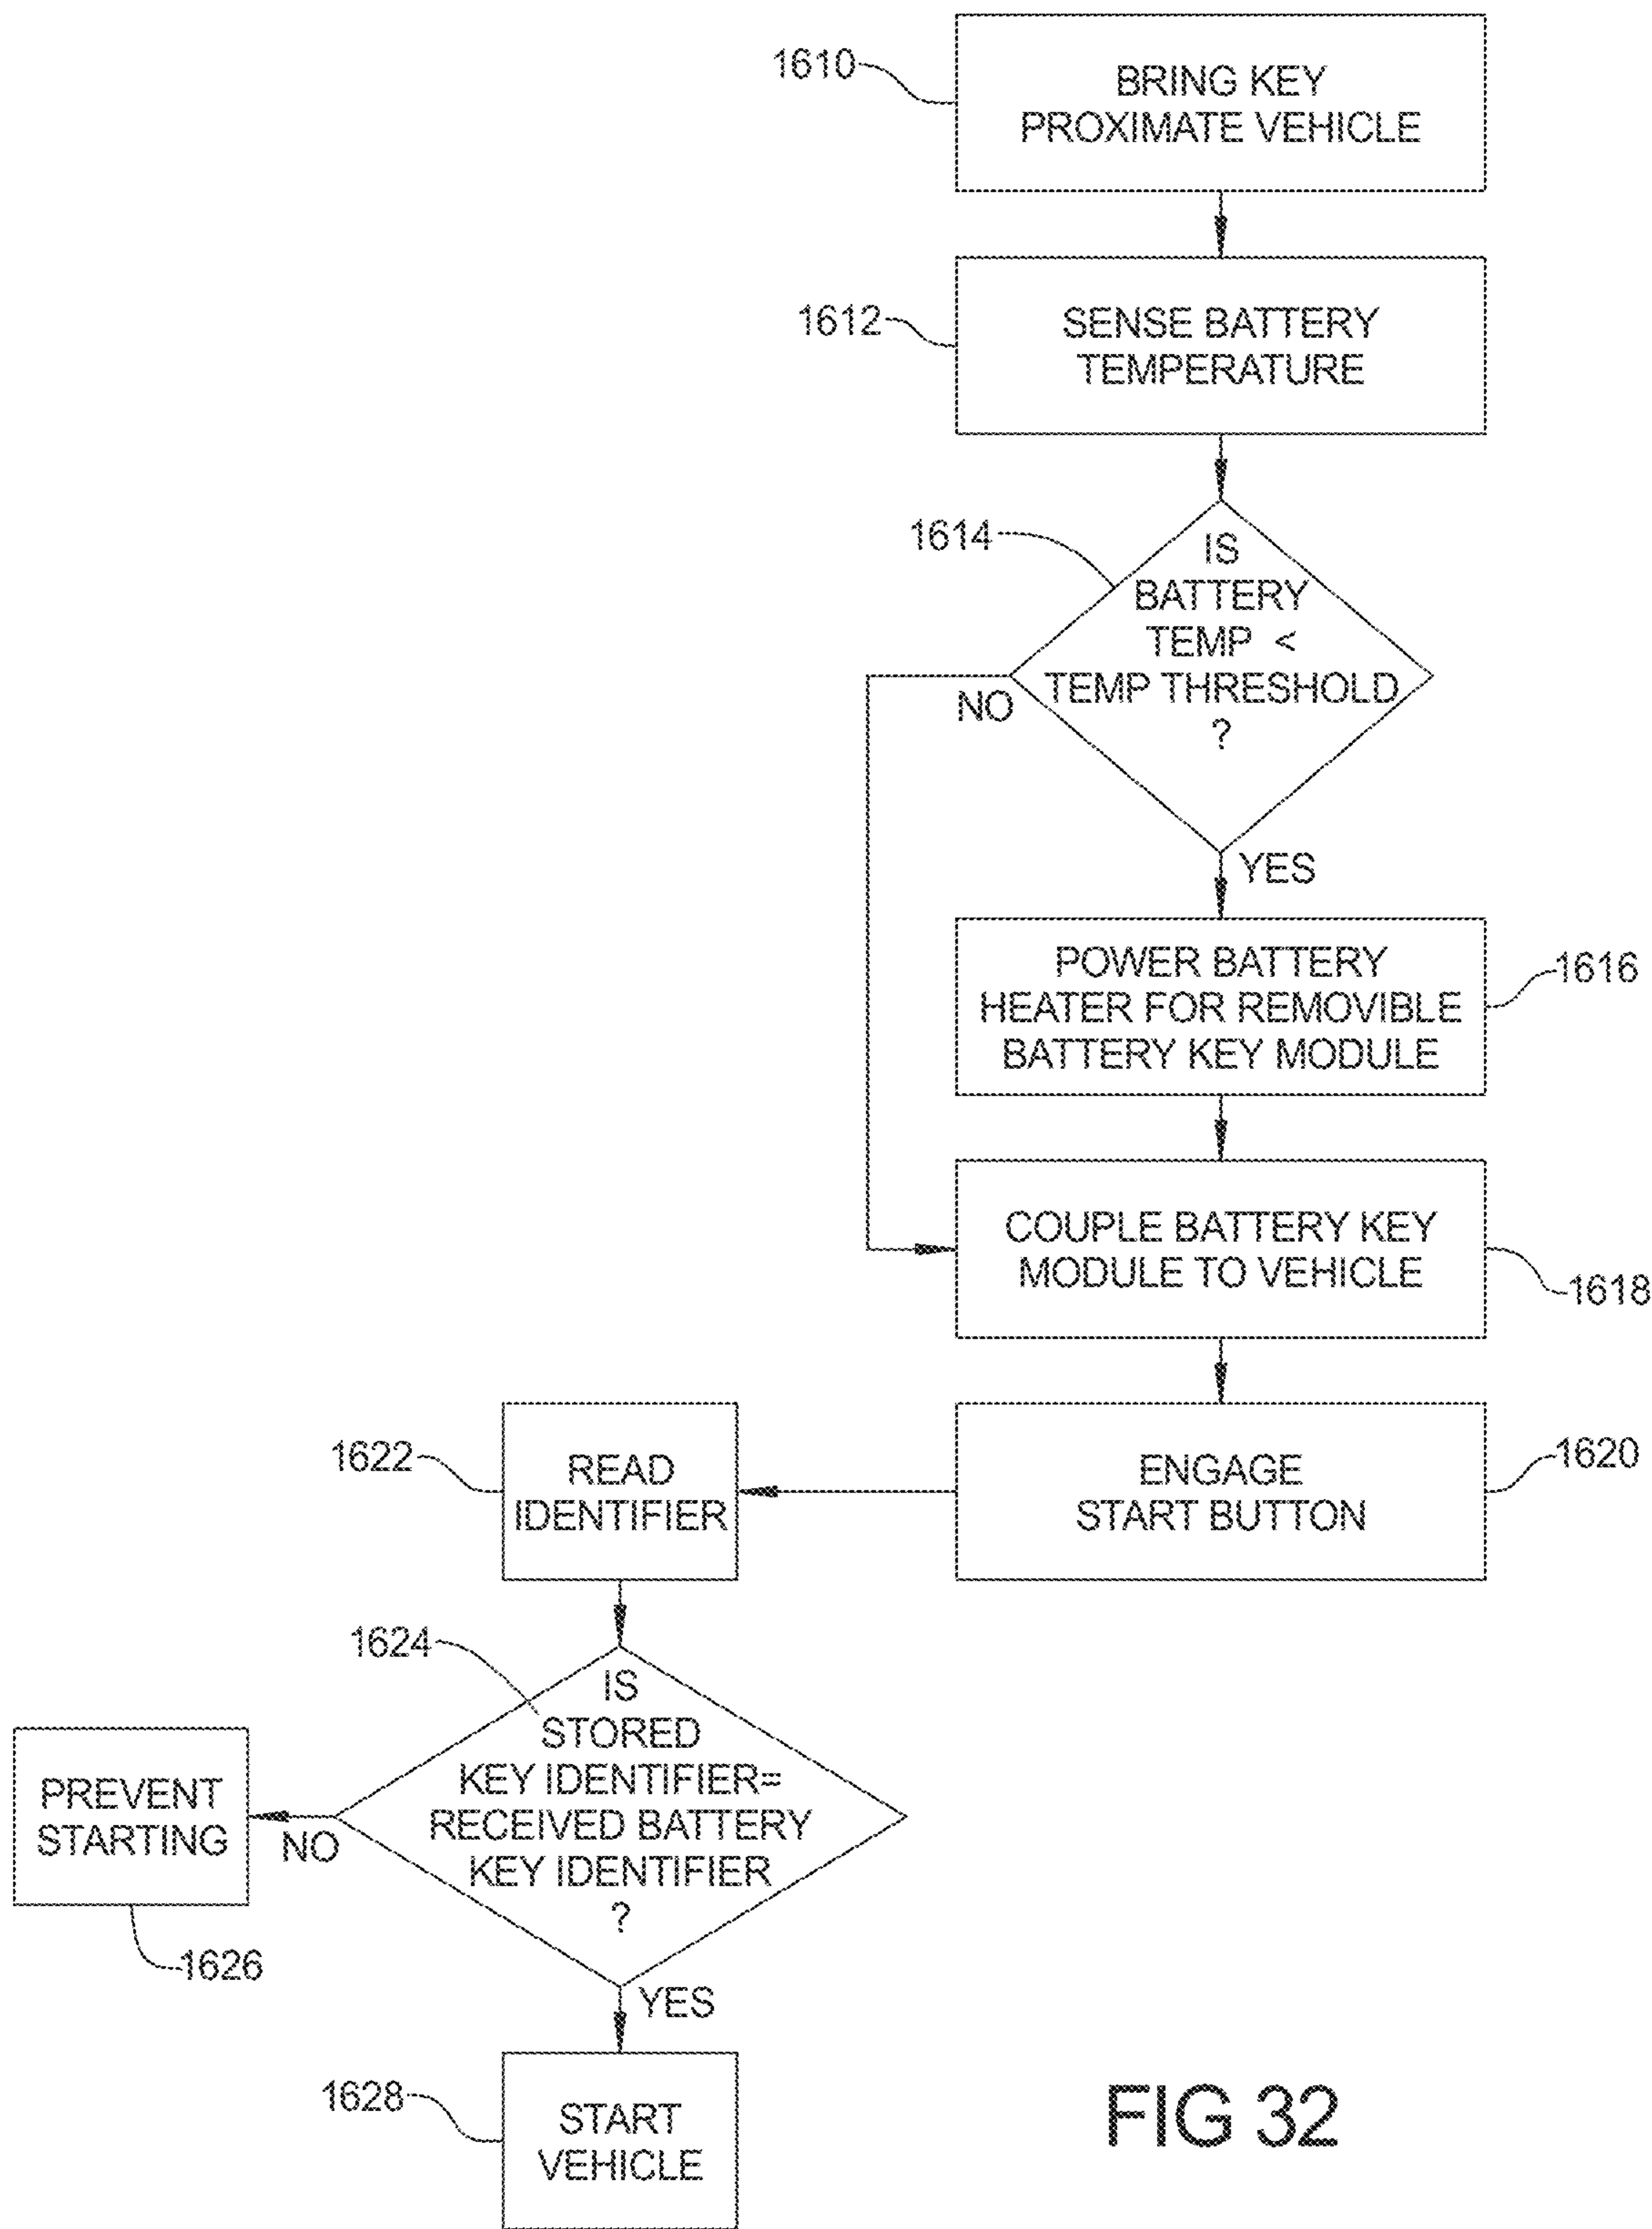 1610
BRING KEY
PROXIMATE VEHICLE
1612
SENSE BATTERY
TEMPERATURE
1614
IS
BATTERY
TEMP <
TEMP THRESHOLD
?
NO
YES
POWER BATTERY
HEATER FOR REMOVIBLE
BATTERY KEY MODULE
1616
COUPLE BATTERY KEY
MODULE TO VEHICLE
1618
ENGAGE
START BUTTON
1620
1622
READ
IDENTIFIER
1624
IS
STORED
KEY IDENTIFIER=
RECEIVED BATTERY
KEY IDENTIFIER
?
NO
PREVENT
STARTING
1626
YES
1628
START
VEHICLE
FIG 32